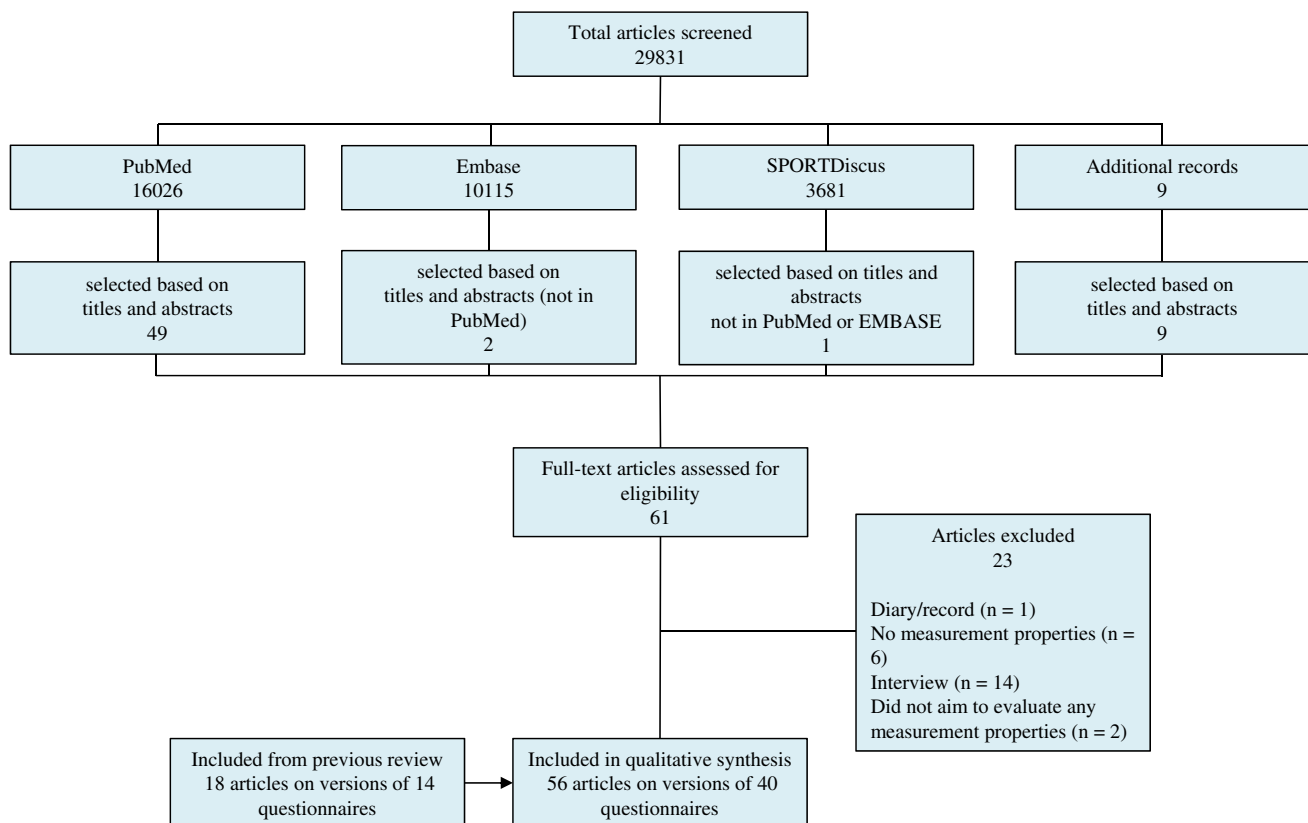 Total articles screened
29831
PubMed
16026
Embase
10115
SPORTDiscus
3681
Additional records
9
selected based on
titles and abstracts
49
selected based on
titles and abstracts (not in
PubMed)
2
selected based on titles and
abstracts
not in PubMed or EMBASE
1
selected based on
titles and abstracts
9
Full-text articles assessed for
eligibility
61
Articles excluded
23
Diary/record (n = 1)
No measurement properties (n =
6)
Interview (n = 14)
Did not aim to evaluate any
measurement properties (n = 2)
Included from previous review
18 articles on versions of 14
questionnaires
Included in qualitative synthesis
56 articles on versions of 40
questionnaires